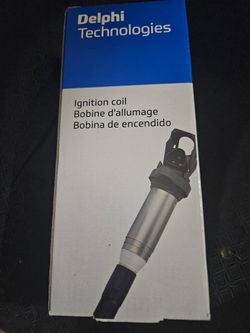 Delphi
Technologies
Ignition coil
Bobine d'allumage
Bobina de encendido